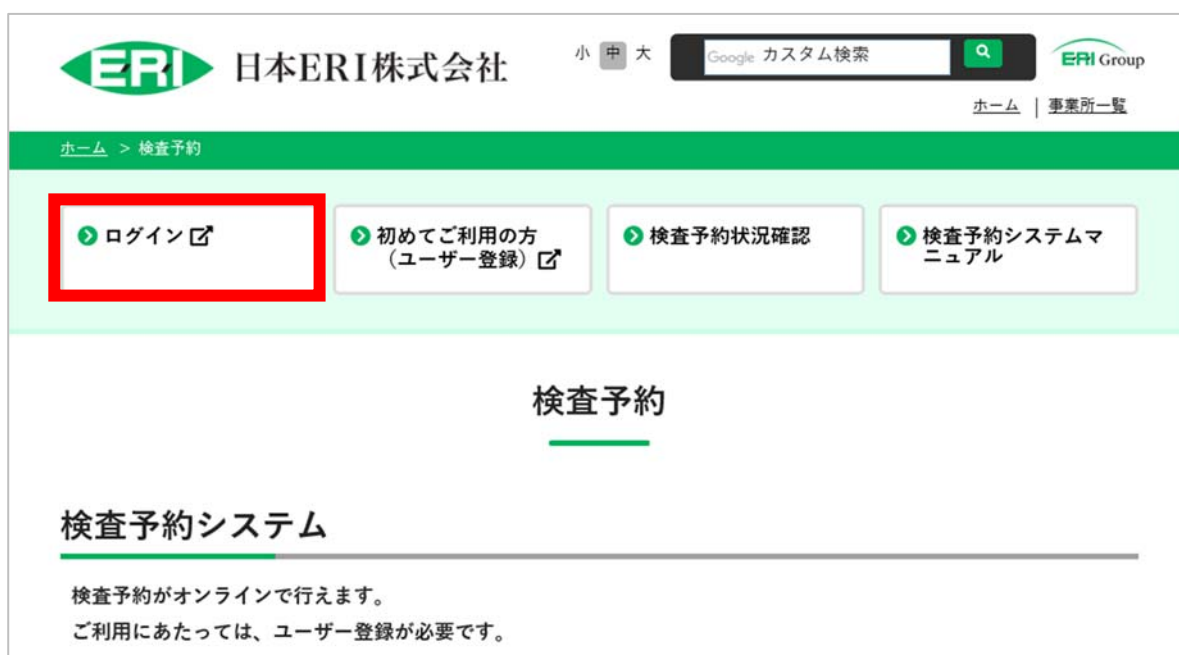 ERI 日本ERI株式会社
小 中 大
Google カスタム検索
ERI Group
ホーム | 事業所一覧
ホーム > 検査予約
ログイン
初めてご利用の方
（ユーザー登録）
検査予約状況確認
検査予約システムマ
ニュアル
検査予約
検査予約システム
検査予約がオンラインで行えます。
ご利用にあたっては、ユーザー登録が必要です。